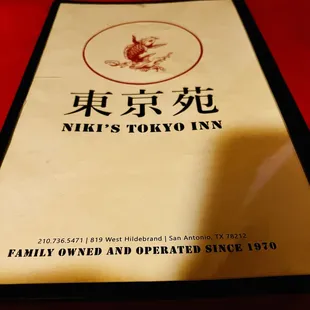 東京苑
NIKI'S TOKYO INN
210.736.5471 | 819 West Hildebrand | San Antonio, TX 78212
FAMILY OWNED AND OPERATED SINCE 1970